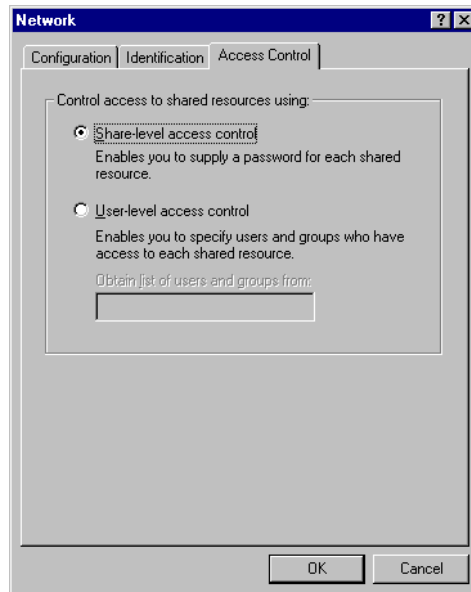 Network
Configuration Identification Access Control
Control access to shared resources using:
Share-level access control
Enables you to supply a password for each shared
resource.
User-level access control
Enables you to specify users and groups who have
access to each shared resource.
Obtain list of users and groups from:
OK Cancel